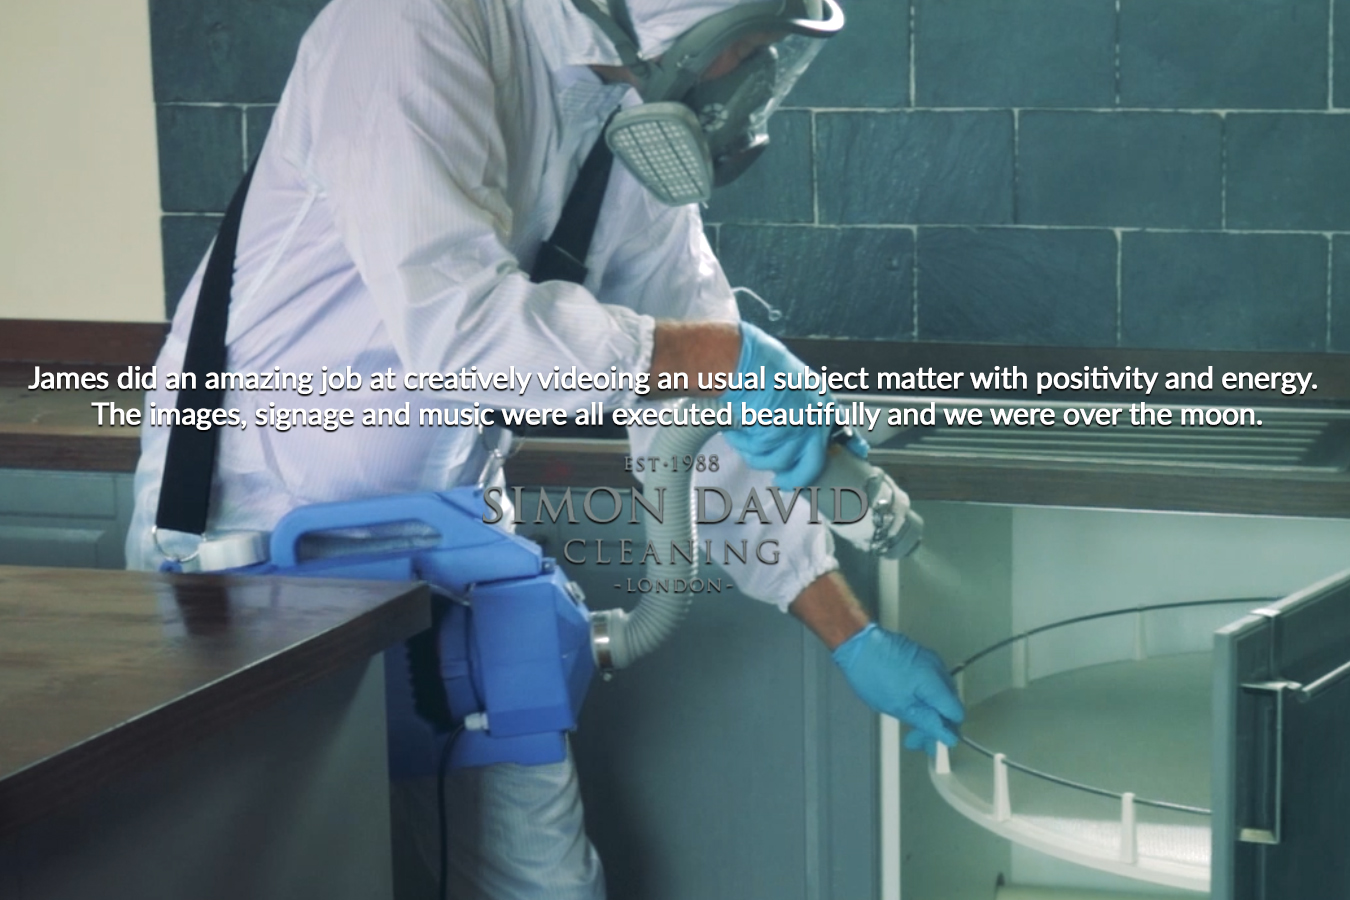 James did an amazing job at creatively videoing an usual subject matter with positivity and energy.
The images, signage and music were all executed beautifully and we were over the moon.
EST·1988
SIMON DAVID
CLEANING
-LONDON-